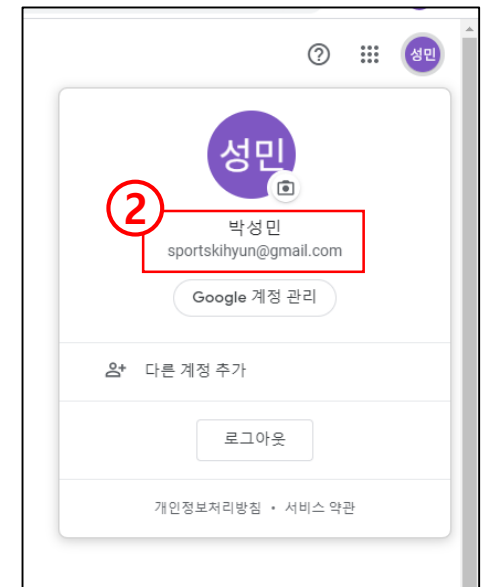 성민
성민
②
박성민
sportskihyun@gmail.com
Google 계정 관리
다른 계정 추가
로그아웃
개인정보처리방침 • 서비스 약관